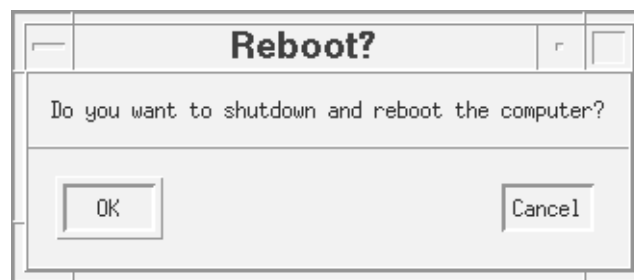 Reboot?
Do you want to shutdown and reboot the computer?
OK
Cancel